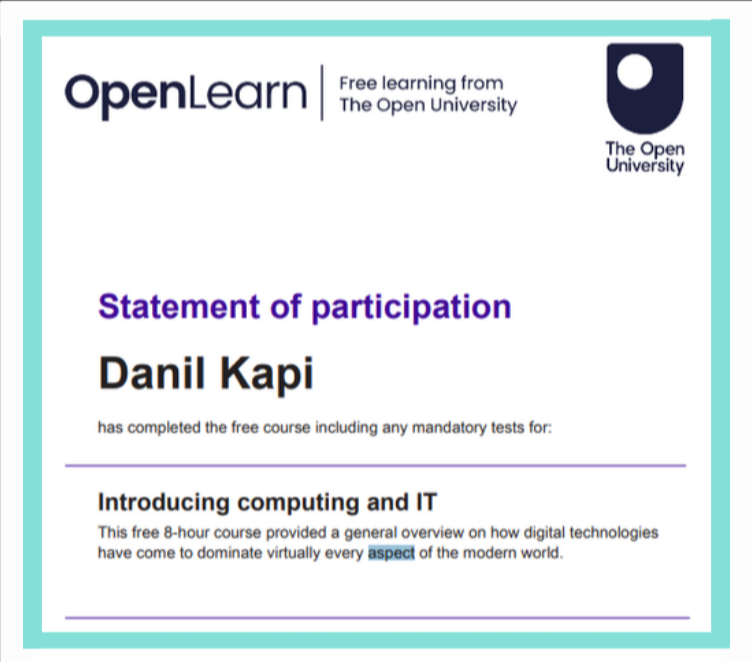 OpenLearn
Free learning from
The Open University
The Open
University
Statement of participation
Danil Kapi
has completed the free course including any mandatory tests for:
Introducing computing and IT
This free 8-hour course provided a general overview on how digital technologies
have come to dominate virtually every aspect of the modern world.